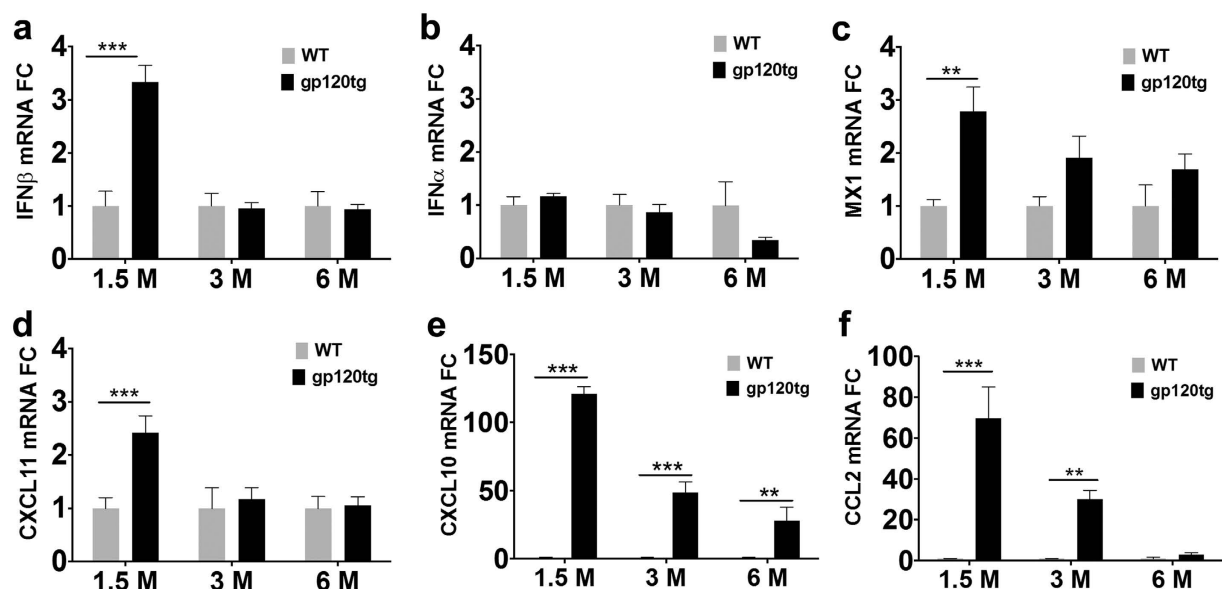 a
IFNβ mRNA FC
4
3
2
1
0
***
WT
gp120tg
1.5 M 3 M 6 M
b
IFNα mRNA FC
4
3
2
1
0
WT
gp120tg
1.5 M 3 M 6 M
c
MX1 mRNA FC
4
3
2
1
0
**
WT
gp120tg
1.5 M 3 M 6 M
d
CXCL11 mRNA FC
4
3
2
1
0
***
WT
gp120tg
1.5 M 3 M 6 M
e
CXCL10 mRNA FC
150
100
50
0
***
***
**
WT
gp120tg
1.5 M 3 M 6 M
f
CCL2 mRNA FC
100
80
60
40
20
0
***
**
WT
gp120tg
1.5 M 3 M 6 M